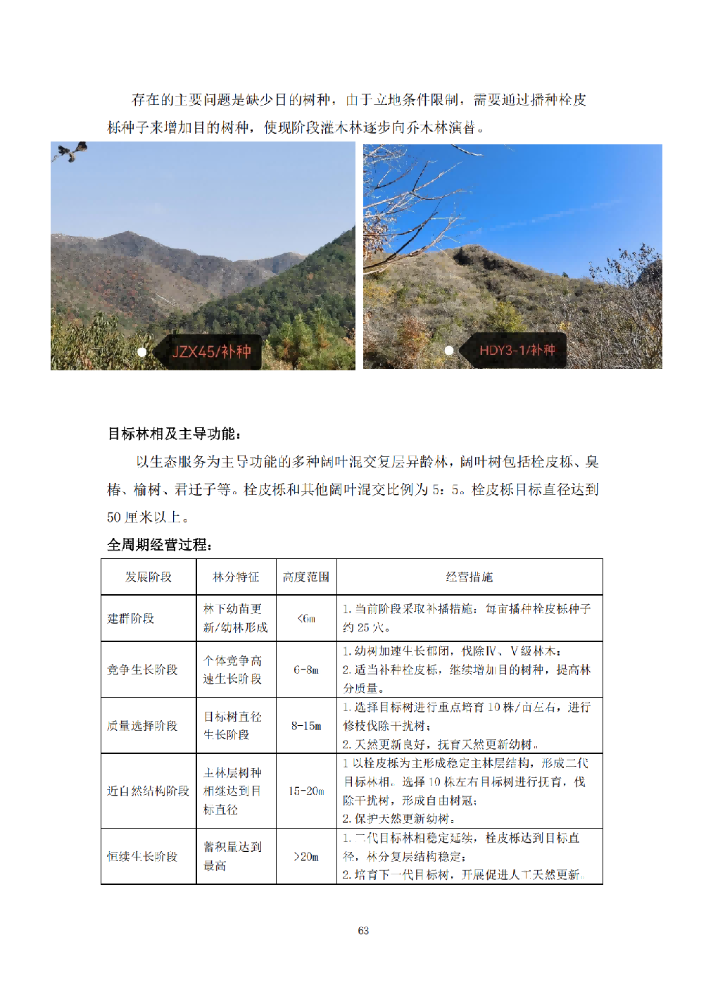 存在的主要问题是缺少目的树种，由于立地条件限制，需要通过播种栓皮
栎种子来增加目的树种，使现阶段灌木林逐步向乔木林演替。
JZX45/补种
HDY3-1/补种
目标林相及主导功能：
以生态服务为主导功能的多种阔叶混交复层异龄林，阔叶树包括栓皮栎、臭
椿、榆树、君迁子等。栓皮栎和其他阔叶混交比例为 5：5。栓皮栎目标直径达到
50 厘米以上。
全周期经营过程：
发展阶段 林分特征 高度范围 经营措施
建群阶段
林下幼苗更
新/幼林形成
<6m
1.当前阶段采取补播措施：每亩播种栓皮栎种子
约 25 穴。
竞争生长阶段
个体竞争高
速生长阶段
6-8m
1.幼树加速生长郁闭，伐除Ⅳ、Ⅴ级林木；
2.适当补种栓皮栎，继续增加目的树种，提高林
分质量。
质量选择阶段
目标树直径
生长阶段
8-15m
1.选择目标树进行重点培育 10 株/亩左右，进行
修枝伐除干扰树；
2.天然更新良好，抚育天然更新幼树。
近自然结构阶段
主林层树种
相继达到目
标直径
15-20m
1 以栓皮栎为主形成稳定主林层结构，形成二代
目标林相。选择 10 株左右目标树进行抚育，伐
除干扰树，形成自由树冠；
2.保护天然更新幼树。
恒续生长阶段
蓄积量达到
最高
>20m
1.二代目标林相稳定延续，栓皮栎达到目标直
径，林分复层结构稳定；
2.培育下一代目标树，开展促进人工天然更新。
63